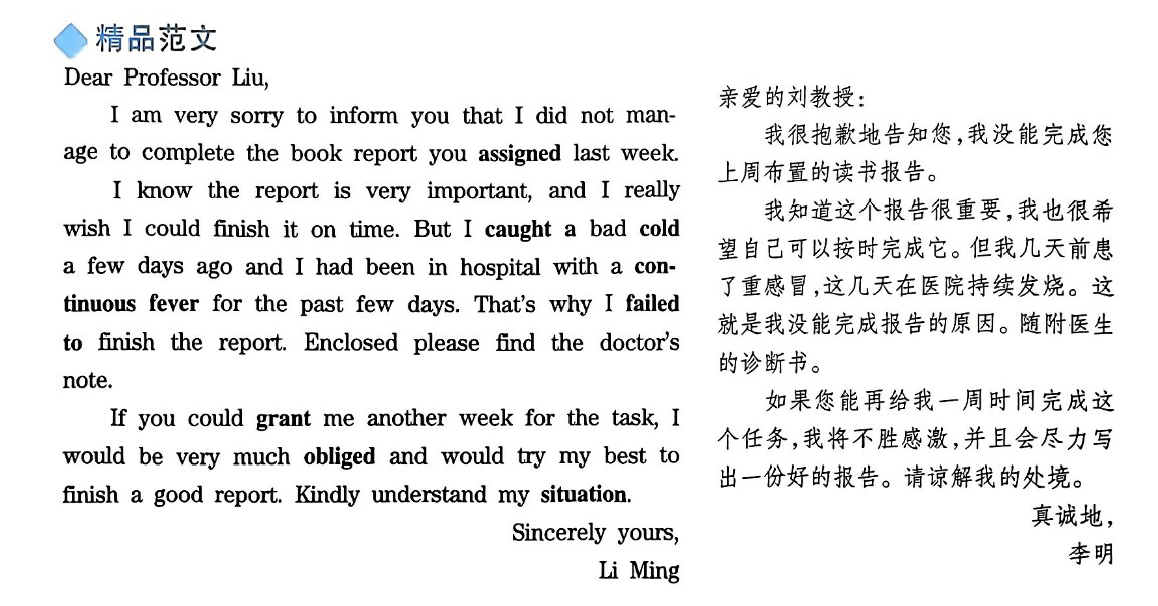 精品范文
Dear Professor Liu,
I am very sorry to inform you that I did not man-
age to complete the book report you assigned last week.
I know the report is very important, and I really
wish I could finish it on time. But I caught a bad cold
a few days ago and I had been in hospital with a con-
tinuous fever for the past few days. That's why I failed
to finish the report. Enclosed please find the doctor's
note.
If you could grant me another week for the task, I
would be very much obliged and would try my best to
finish a good report. Kindly understand my situation.
Sincerely yours,
Li Ming
亲爱的刘教授：
我很抱歉地告知您，我没能完成您
上周布置的读书报告。
我知道这个报告很重要，我也很希
望自己可以按时完成它。但我几天前患
了重感冒，这几天在医院持续发烧。这
就是我没能完成报告的原因。随附医生
的诊断书。
如果您能再给我一周时间完成这
个任务，我将不胜感激，并且会尽力写
出一份好的报告。请谅解我的处境。
真诚地，
李明